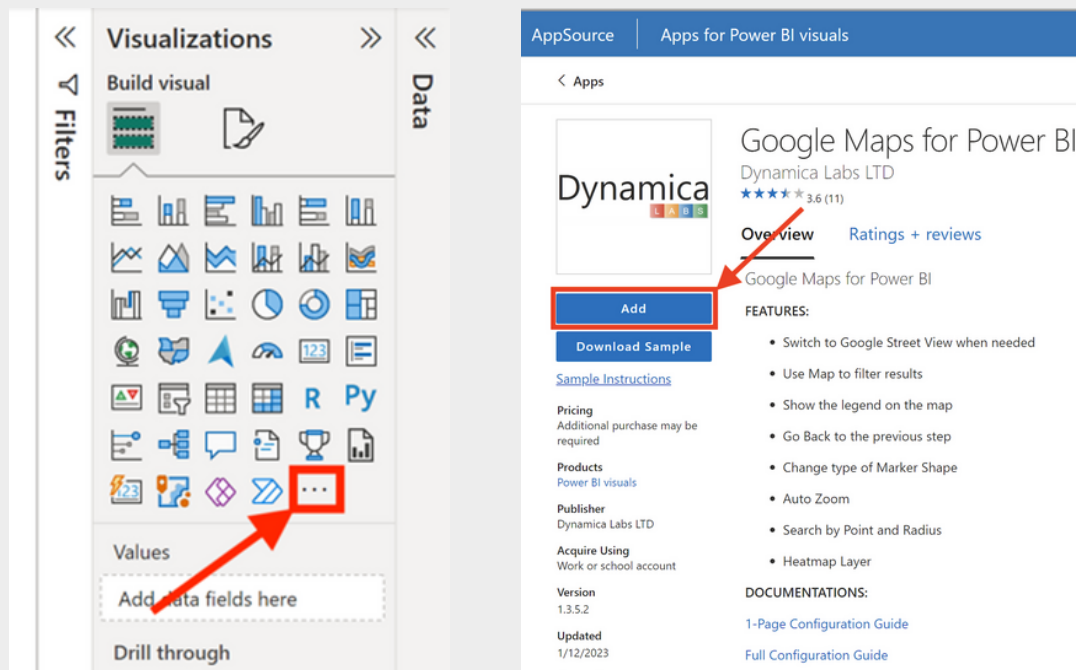 Visualizations
Filters
Build visual
Data
123
R
Py
123
...
Values
Add data fields here
Drill through
AppSource
Apps for Power BI visuals
Apps
Dynamica
LABS
Google Maps for Power BI
Dynamica Labs LTD
3.6 (11)
Overview
Ratings + reviews
Google Maps for Power BI
Add
Download Sample
Sample Instructions
Pricing
Additional purchase may be
required
Products
Power BI visuals
Publisher
Dynamica Labs LTD
Acquire Using
Work or school account
Version
1.3.5.2
Updated
1/12/2023
FEATURES:
• Switch to Google Street View when needed
• Use Map to filter results
• Show the legend on the map
• Go Back to the previous step
• Change type of Marker Shape
• Auto Zoom
• Search by Point and Radius
• Heatmap Layer
DOCUMENTATIONS:
1-Page Configuration Guide
Full Configuration Guide